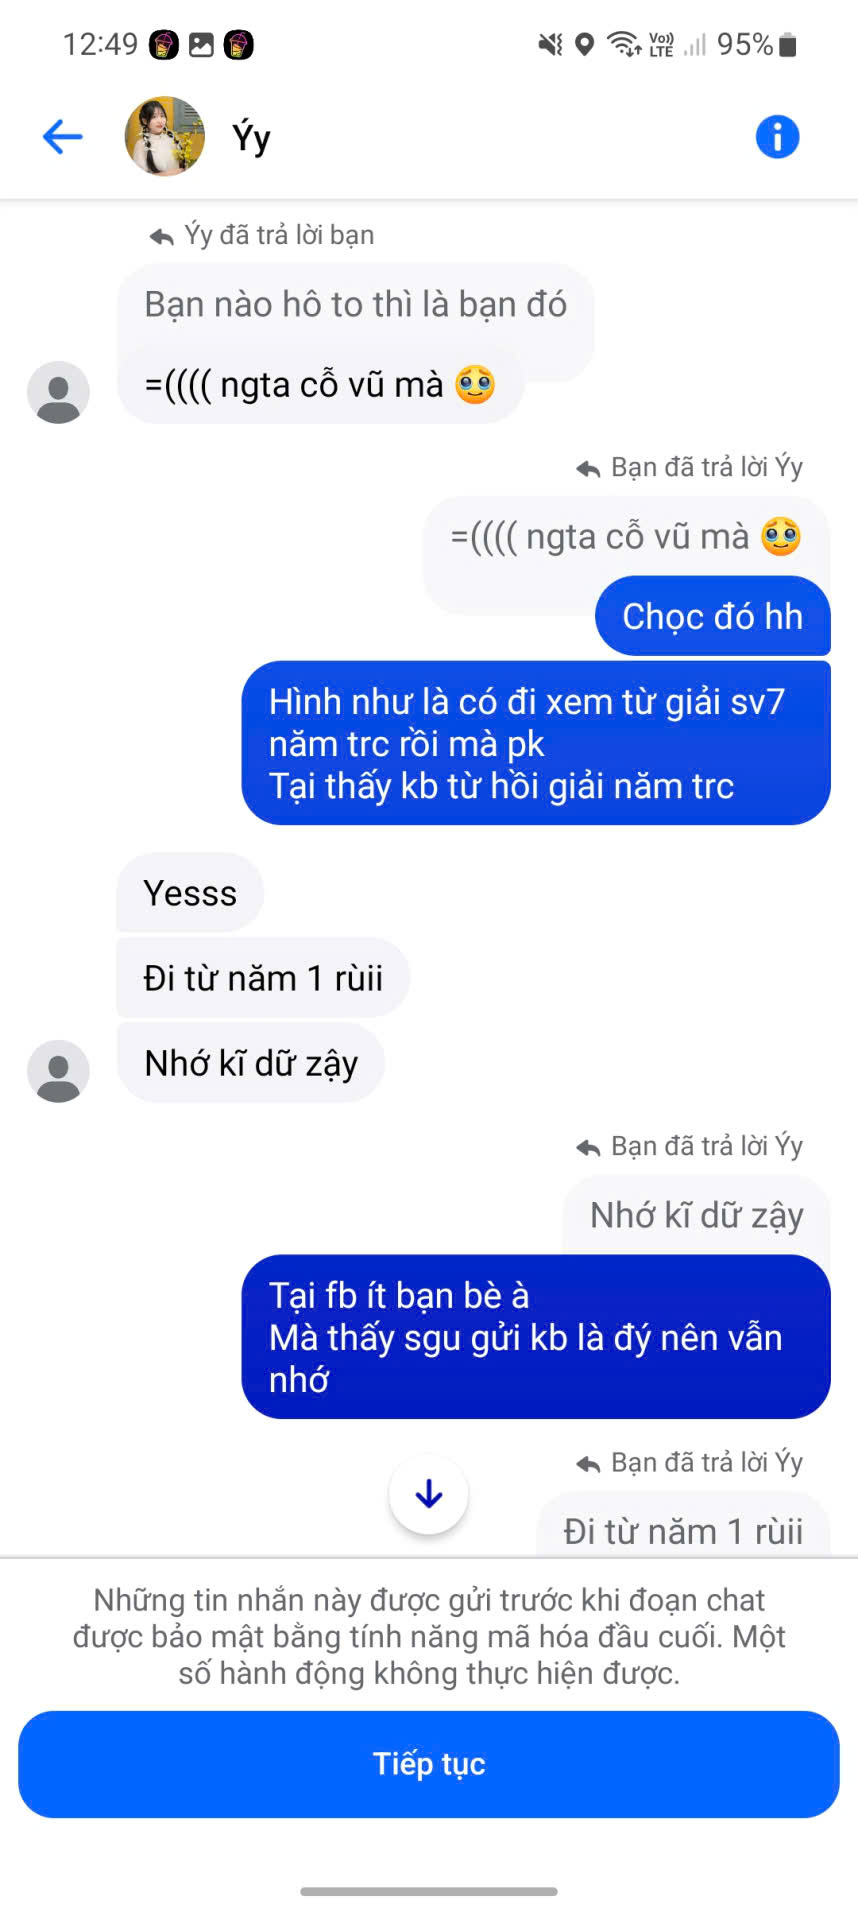 12:49
Vo)) LTE
95%
Ýy
Ýy đã trả lời bạn
Bạn nào hô to thì là bạn đó
=(((( ngta cỗ vũ mà 🥹
Bạn đã trả lời Ýy
=(((( ngta cỗ vũ mà 🥹
Chọc đó hh
Hình như là có đi xem từ giải sv7
năm trc rồi mà pk
Tại thấy kb từ hồi giải năm trc
Yesss
Đi từ năm 1 rùii
Nhớ kĩ dữ zậy
Bạn đã trả lời Ýy
Nhớ kĩ dữ zậy
Tại fb ít bạn bè à
Mà thấy sgu gửi kb là đý nên vẫn
nhớ
Bạn đã trả lời Ýy
Đi từ năm 1 rùii
Những tin nhắn này được gửi trước khi đoạn chat
được bảo mật bằng tính năng mã hóa đầu cuối. Một
số hành động không thực hiện được.
Tiếp tục